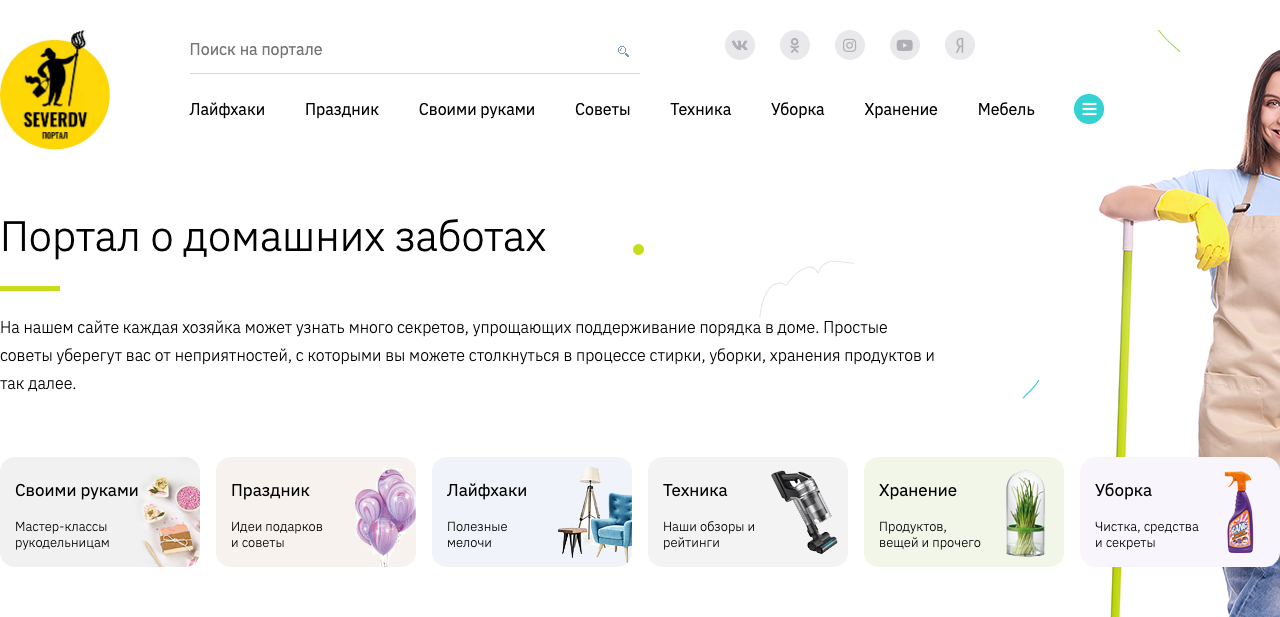 SEVERDV
ПОРТАЛ
Поиск на портале
Лайфхаки Праздник Своими руками Советы Техника Уборка Хранение Мебель
Портал о домашних заботах
На нашем сайте каждая хозяйка может узнать много секретов, упрощающих поддерживание порядка в доме. Простые
советы уберегут вас от неприятностей, с которыми вы можете столкнуться в процессе стирки, уборки, хранения продуктов и
так далее.
Своими руками
Мастер-классы
рукодельницам
Праздник
Идеи подарков
и советы
Лайфхаки
Полезные
мелочи
Техника
Наши обзоры и
рейтинги
Хранение
Продуктов,
вещей и прочего
Уборка
Чистка, средства
и секреты